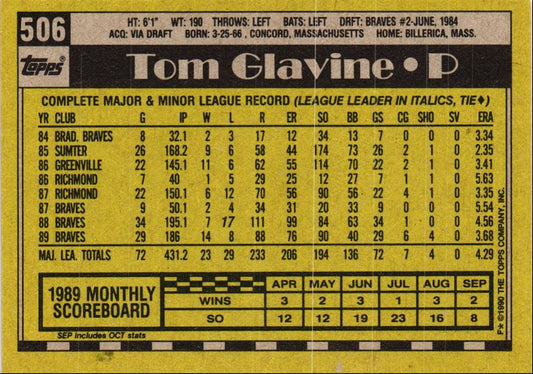 506
HT: 6'1" WT: 190 THROWS: LEFT BATS: LEFT DRFT: BRAVES #2-JUNE, 1984
ACQ: VIA DRAFT BORN: 3-25-66, CONCORD, MASSACHUSETTS HOME: BILLERICA, MASS.
TOPPS®
Tom Glavine • P
COMPLETE MAJOR & MINOR LEAGUE RECORD (LEAGUE LEADER IN ITALICS, TIE♦)
YR CLUB G IP W L R ER SO BB GS CG SHO SV ERA
84 BRAD. BRAVES 8 32.1 2 3 17 12 34 13 7 0 0 0 3.34
85 SUMTER 26 168.2 9 6 58 44 174 73 26 2 1 0 2.35
86 GREENVILLE 22 145.1 11 6 62 55 114 70 22 2 1 0 3.41
86 RICHMOND 7 40 1 5 29 25 12 27 7 1 1 0 5.63
87 RICHMOND 22 150.1 6 12 70 56 90 56 22 4 1 0 3.35
87 BRAVES 9 50.1 2 4 34 31 20 33 9 0 0 0 5.54
88 BRAVES 34 195.1 7 17 111 99 84 63 34 1 0 0 4.56
89 BRAVES 29 186 14 8 88 76 90 40 29 6 4 0 3.68
MAJ. LEA. TOTALS 72 431.2 23 29 233 206 194 136 72 7 4 0 4.29
1989 MONTHLY SCOREBOARD
APR MAY JUN JUL AUG SEP
WINS 3 2 3 1 3 2
SO 12 12 19 23 16 8
SEP includes OCT stats
F★ ©1990 THE TOPPS COMPANY, INC.